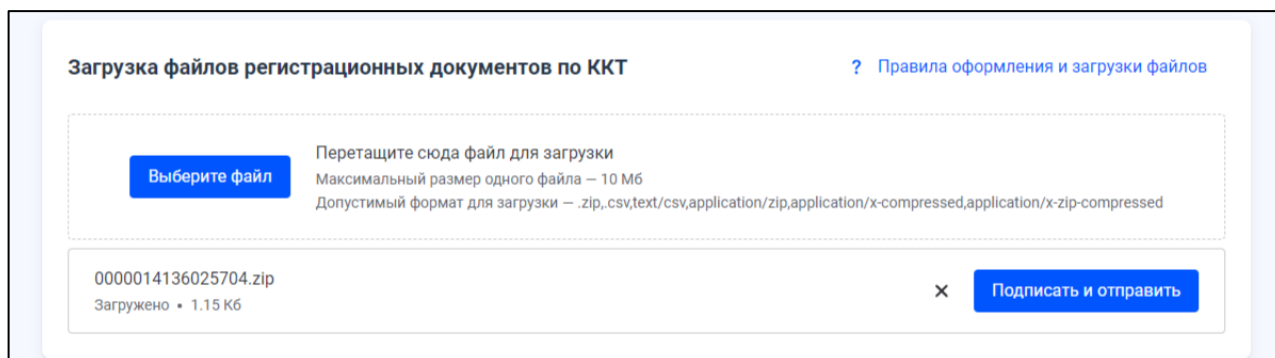 Загрузка файлов регистрационных документов по ККТ
? Правила оформления и загрузки файлов
Выберите файл
Перетащите сюда файл для загрузки
Максимальный размер одного файла — 10 Мб
Допустимый формат для загрузки — .zip,.csv,text/csv,application/zip,application/x-compressed,application/x-zip-compressed
0000014136025704.zip
Загружено • 1.15 Кб
Подписать и отправить